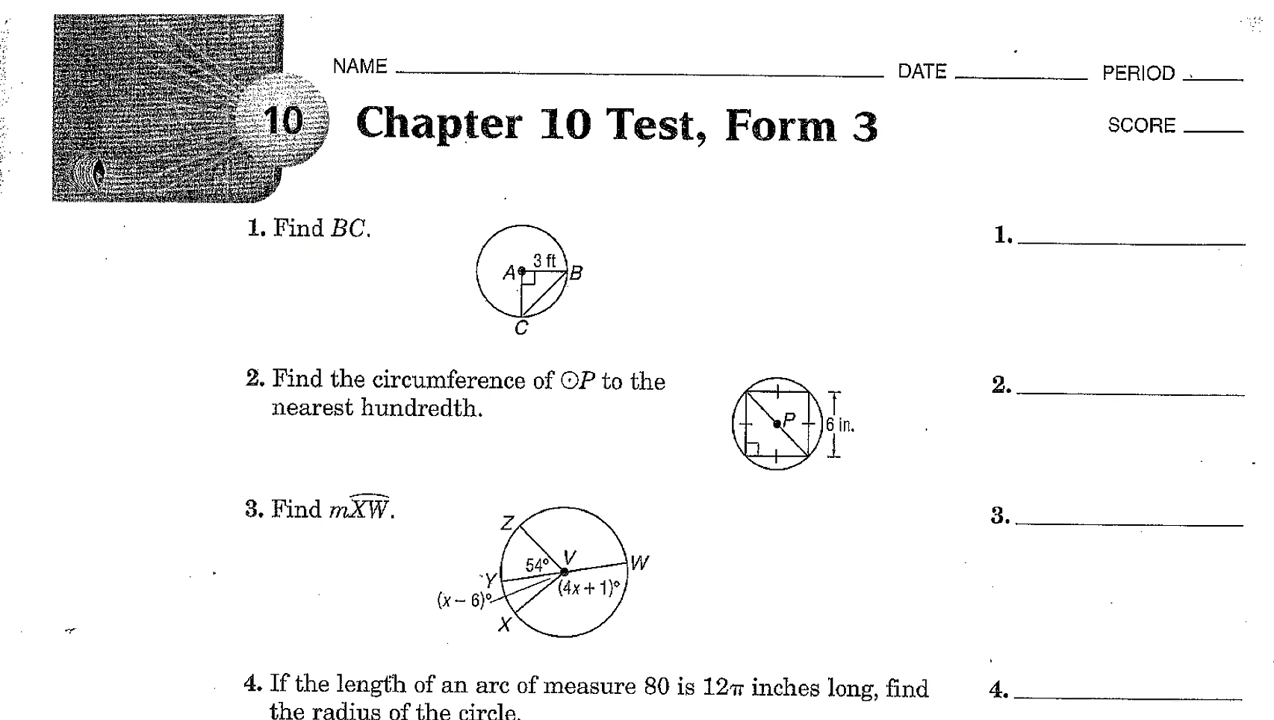 NAME DATE PERIOD
10 Chapter 10 Test, Form 3
SCORE
1. Find BC.
1.
A 3 ft B
C
2. Find the circumference of ⊙P to the
nearest hundredth.
2.
P 6 in.
3. Find mXW.
3.
Z
V W
54°
Y
(x – 6)° (4x + 1)°
X
4. If the length of an arc of measure 80 is 12π inches long, find
the radius of the circle.
4.